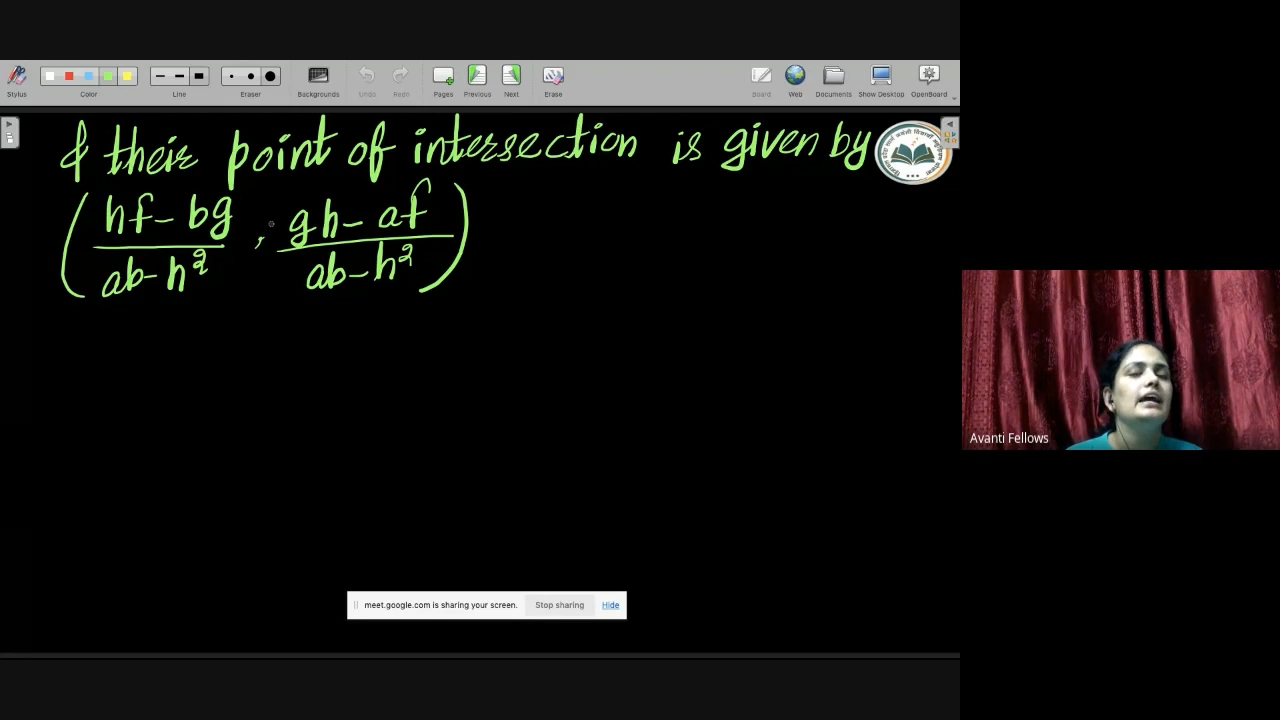 Stylus Color Line Eraser Backgrounds Undo Redo Pages Previous Next Erase Board Web Documents Show Desktop OpenBoard
& their point of intersection is given by
( hf - bg / ab - h² , gh - af / ab - h² )
Avanti Fellows
meet.google.com is sharing your screen. Stop sharing Hide